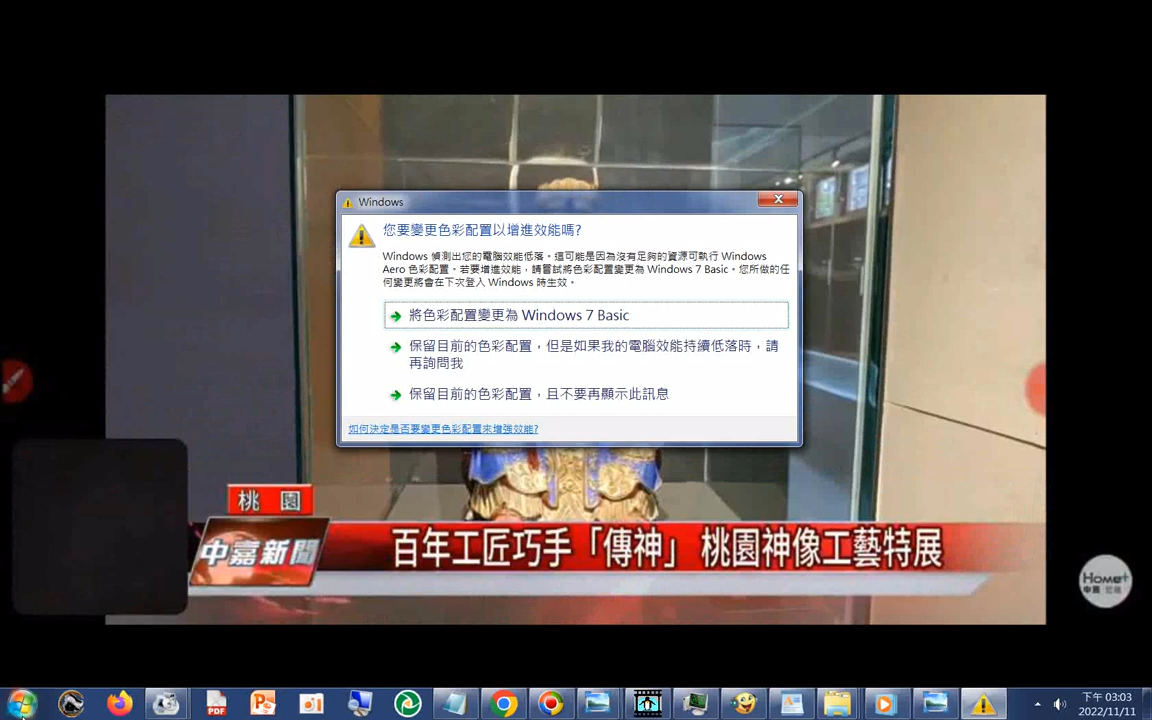 Windows
您要變更色彩配置以增進效能嗎?
Windows 偵測出您的電腦效能低落。這可能是因為沒有足夠的資源可執行 Windows
Aero 色彩配置。若要增進效能，請嘗試將色彩配置變更為 Windows 7 Basic。您所做的任
何變更將會在下次登入 Windows 時生效。
將色彩配置變更為 Windows 7 Basic
保留目前的色彩配置，但是如果我的電腦效能持續低落時，請
再詢問我
保留目前的色彩配置，且不要再顯示此訊息
如何決定是否要變更色彩配置來增強效能?
桃園
中嘉新聞
百年工匠巧手「傳神」 桃園神像工藝特展
Home+
中嘉
PDF
下午 03:03
2022/11/11